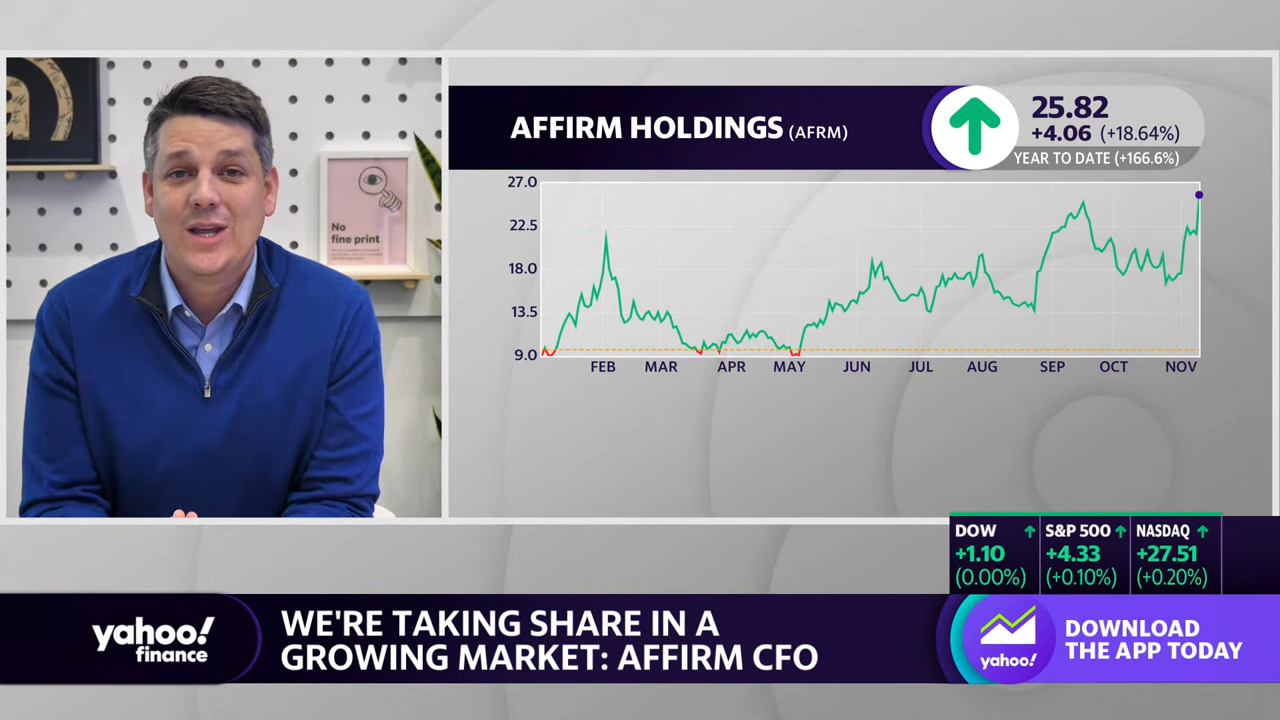 No
fine print
AFFIRM HOLDINGS (AFRM)
25.82
+4.06 (+18.64%)
YEAR TO DATE (+166.6%)
27.0
22.5
18.0
13.5
9.0
FEB MAR APR MAY JUN JUL AUG SEP OCT NOV
DOW
+1.10
(0.00%)
S&P 500
+4.33
(+0.10%)
NASDAQ
+27.51
(+0.20%)
yahoo!
finance
WE'RE TAKING SHARE IN A
GROWING MARKET: AFFIRM CFO
yahoo!
DOWNLOAD
THE APP TODAY